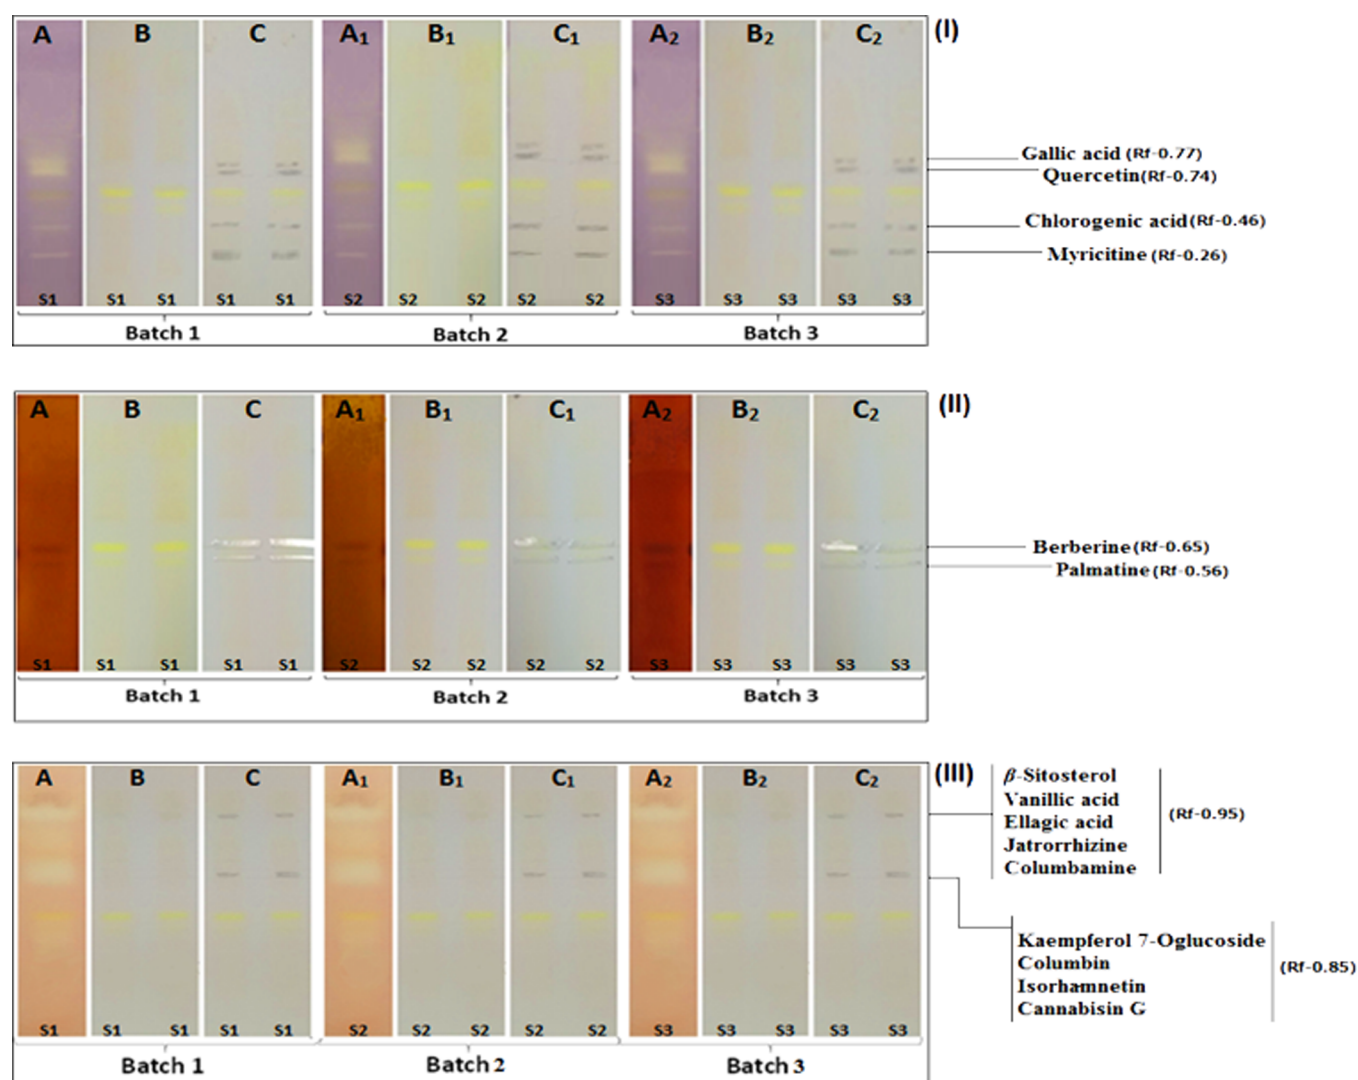 A B C A₁ B₁ C₁ A₂ B₂ C₂ (I)
Gallic acid (Rf-0.77)
Quercetin(Rf-0.74)
Chlorogenic acid(Rf-0.46)
Myricitine (Rf-0.26)
S1 S1 S1 S1 S1 S2 S2 S2 S2 S2 S3 S3 S3 S3 S3
Batch 1 Batch 2 Batch 3
A B C A₁ B₁ C₁ A₂ B₂ C₂ (II)
Berberine(Rf-0.65)
Palmatine (Rf-0.56)
S1 S1 S1 S1 S1 S2 S2 S2 S2 S2 S3 S3 S3 S3 S3
Batch 1 Batch 2 Batch 3
A B C A₁ B₁ C₁ A₂ B₂ C₂ (III)
β-Sitosterol
Vanillic acid
Ellagic acid
(Rf-0.95)
Jatrorrhizine
Columbamine
Kaempferol 7-Oglucoside
Columbin
(Rf-0.85)
Isorhamnetin
Cannabisin G
S1 S1 S1 S1 S1 S2 S2 S2 S2 S2 S3 S3 S3 S3 S3
Batch 1 Batch 2 Batch 3